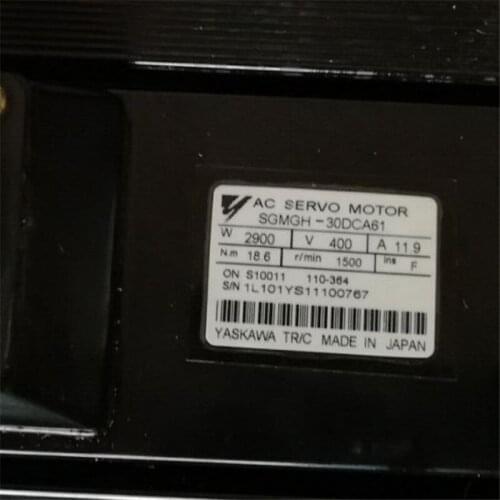 AC SERVO MOTOR
SGMGH-30DCA61
W 2900 V 400 A 11.9
N.m 18.6 r/min 1500 Ins F
O/N S10011 110-364
S/N 1L101YS11100767
YASKAWA TR/C MADE IN JAPAN